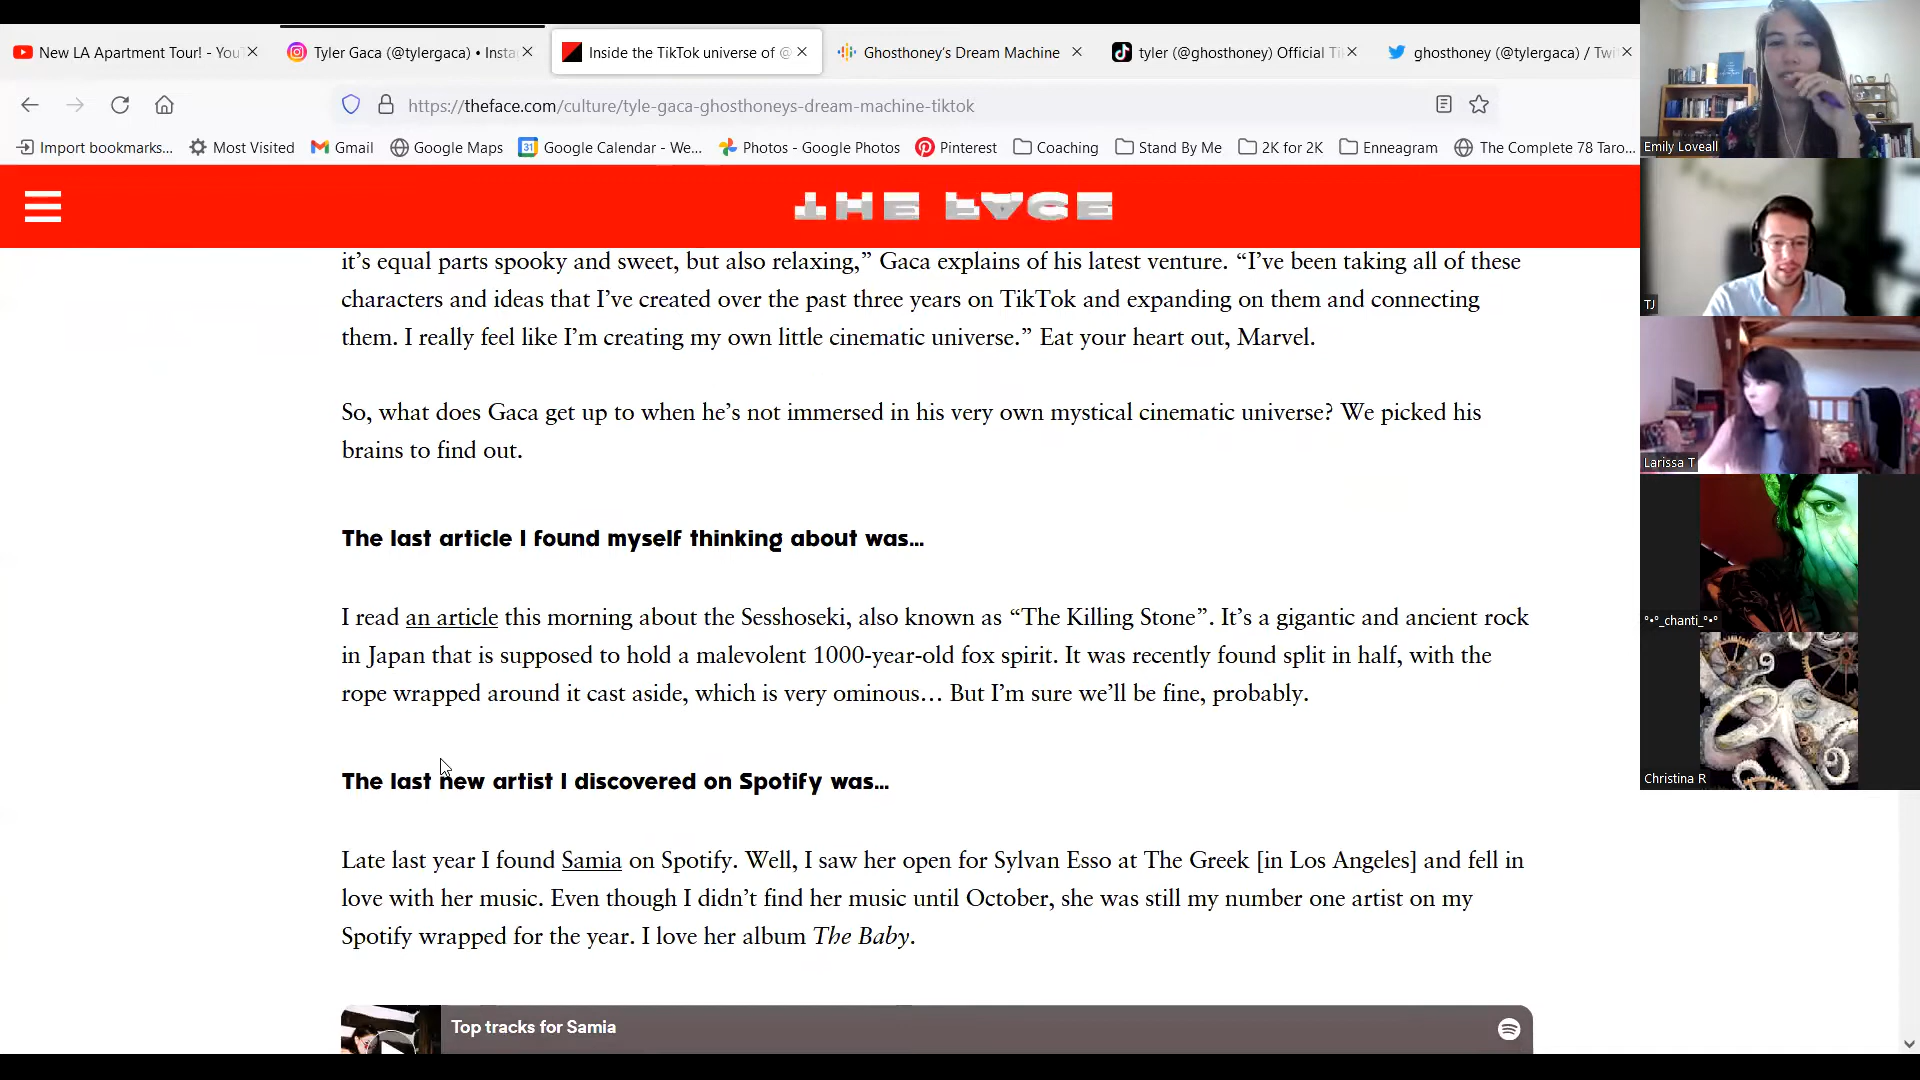 New LA Apartment Tour! - You
Tyler Gaca (@tylergaca) • Insta
Inside the TikTok universe of @
Ghosthoney's Dream Machine
tyler (@ghosthoney) Official Ti
ghosthoney (@tylergaca) / Twi
https://theface.com/culture/tyle-gaca-ghosthoneys-dream-machine-tiktok
Import bookmarks...
Most Visited
Gmail
Google Maps
31
Google Calendar - We...
Photos - Google Photos
Pinterest
Coaching
Stand By Me
2K for 2K
Enneagram
The Complete 78 Taro...
THE FACE
it’s equal parts spooky and sweet, but also relaxing,” Gaca explains of his latest venture. “I’ve been taking all of these
characters and ideas that I’ve created over the past three years on TikTok and expanding on them and connecting
them. I really feel like I’m creating my own little cinematic universe.” Eat your heart out, Marvel.
So, what does Gaca get up to when he’s not immersed in his very own mystical cinematic universe? We picked his
brains to find out.
The last article I found myself thinking about was…
I read an article this morning about the Sesshoseki, also known as “The Killing Stone”. It’s a gigantic and ancient rock
in Japan that is supposed to hold a malevolent 1000-year-old fox spirit. It was recently found split in half, with the
rope wrapped around it cast aside, which is very ominous… But I’m sure we’ll be fine, probably.
The last new artist I discovered on Spotify was…
Late last year I found Samia on Spotify. Well, I saw her open for Sylvan Esso at The Greek [in Los Angeles] and fell in
love with her music. Even though I didn’t find her music until October, she was still my number one artist on my
Spotify wrapped for the year. I love her album The Baby.
Top tracks for Samia
Emily Loveall
TJ
Larissa T
°•°_chanti_°•°
Christina R